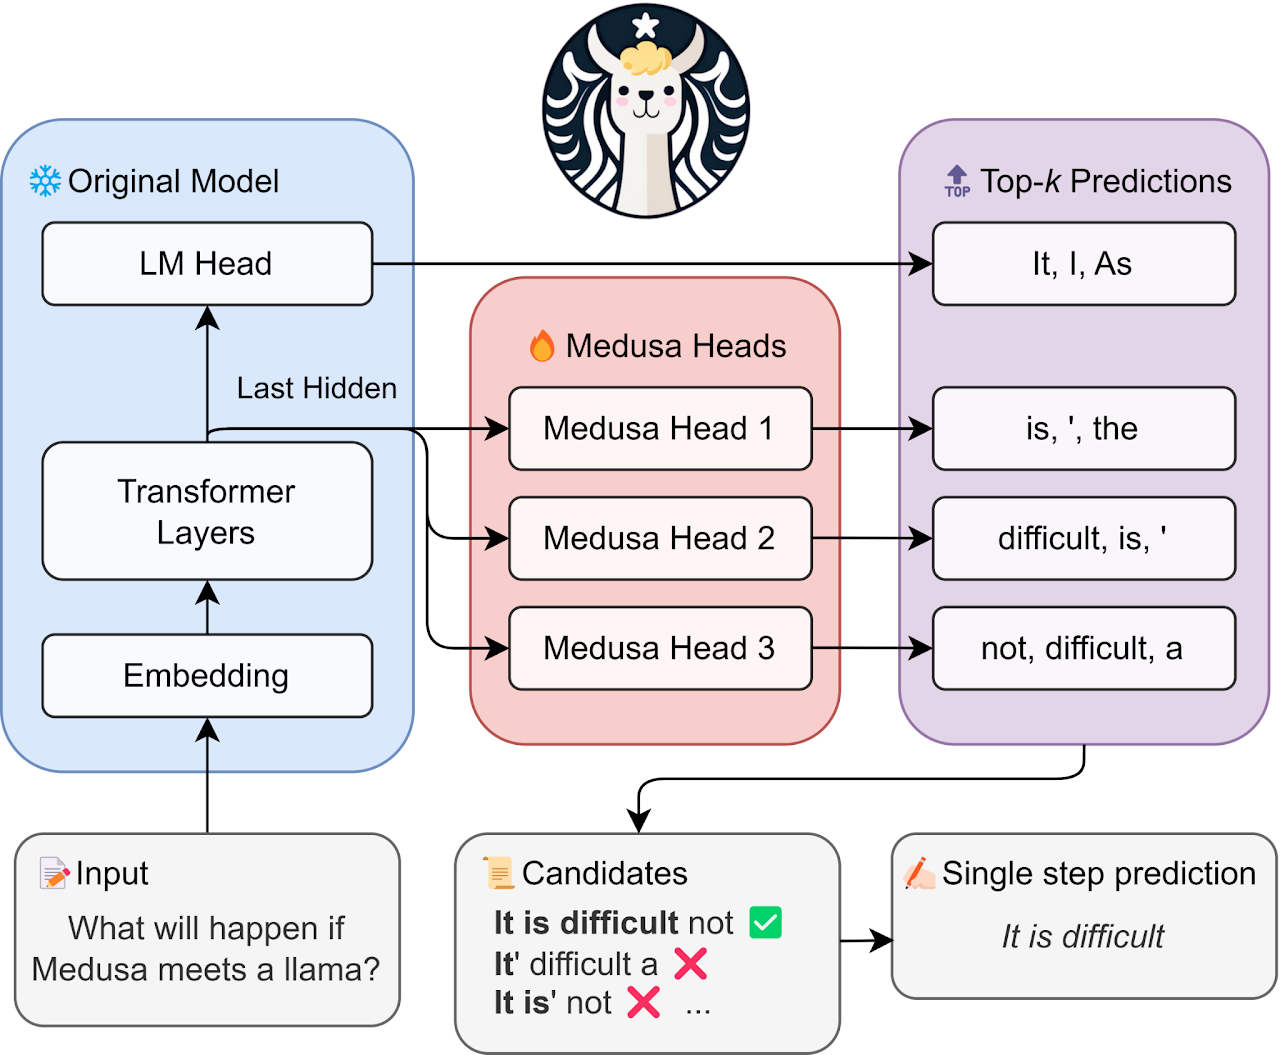 Original Model
LM Head
Last Hidden
Transformer
Layers
Embedding
Medusa Heads
Medusa Head 1
Medusa Head 2
Medusa Head 3
TOP
Top-k Predictions
It, I, As
is, ', the
difficult, is, '
not, difficult, a
Input
What will happen if
Medusa meets a llama?
Candidates
It is difficult not
It' difficult a
It is' not ...
Single step prediction
It is difficult